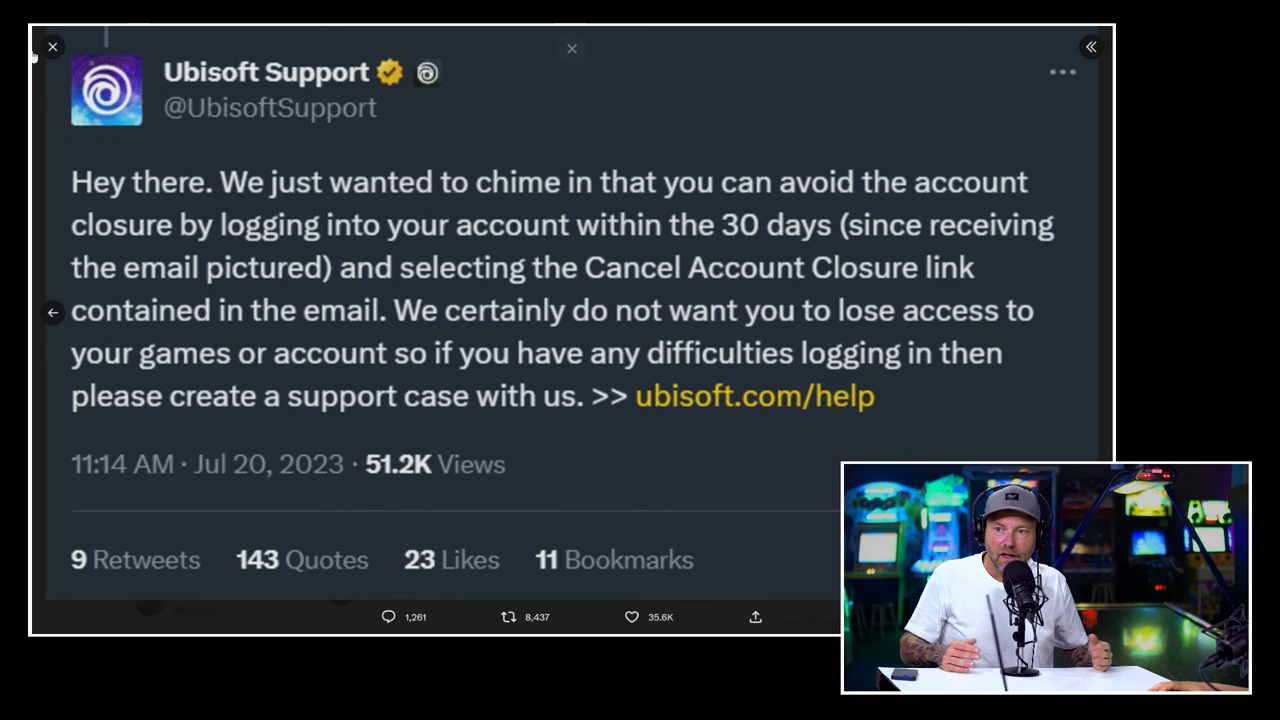 Ubisoft Support
@UbisoftSupport
Hey there. We just wanted to chime in that you can avoid the account
closure by logging into your account within the 30 days (since receiving
the email pictured) and selecting the Cancel Account Closure link
contained in the email. We certainly do not want you to lose access to
your games or account so if you have any difficulties logging in then
please create a support case with us. >> ubisoft.com/help
11:14 AM · Jul 20, 2023 · 51.2K Views
9 Retweets 143 Quotes 23 Likes 11 Bookmarks
1,261 8,437 35.6K